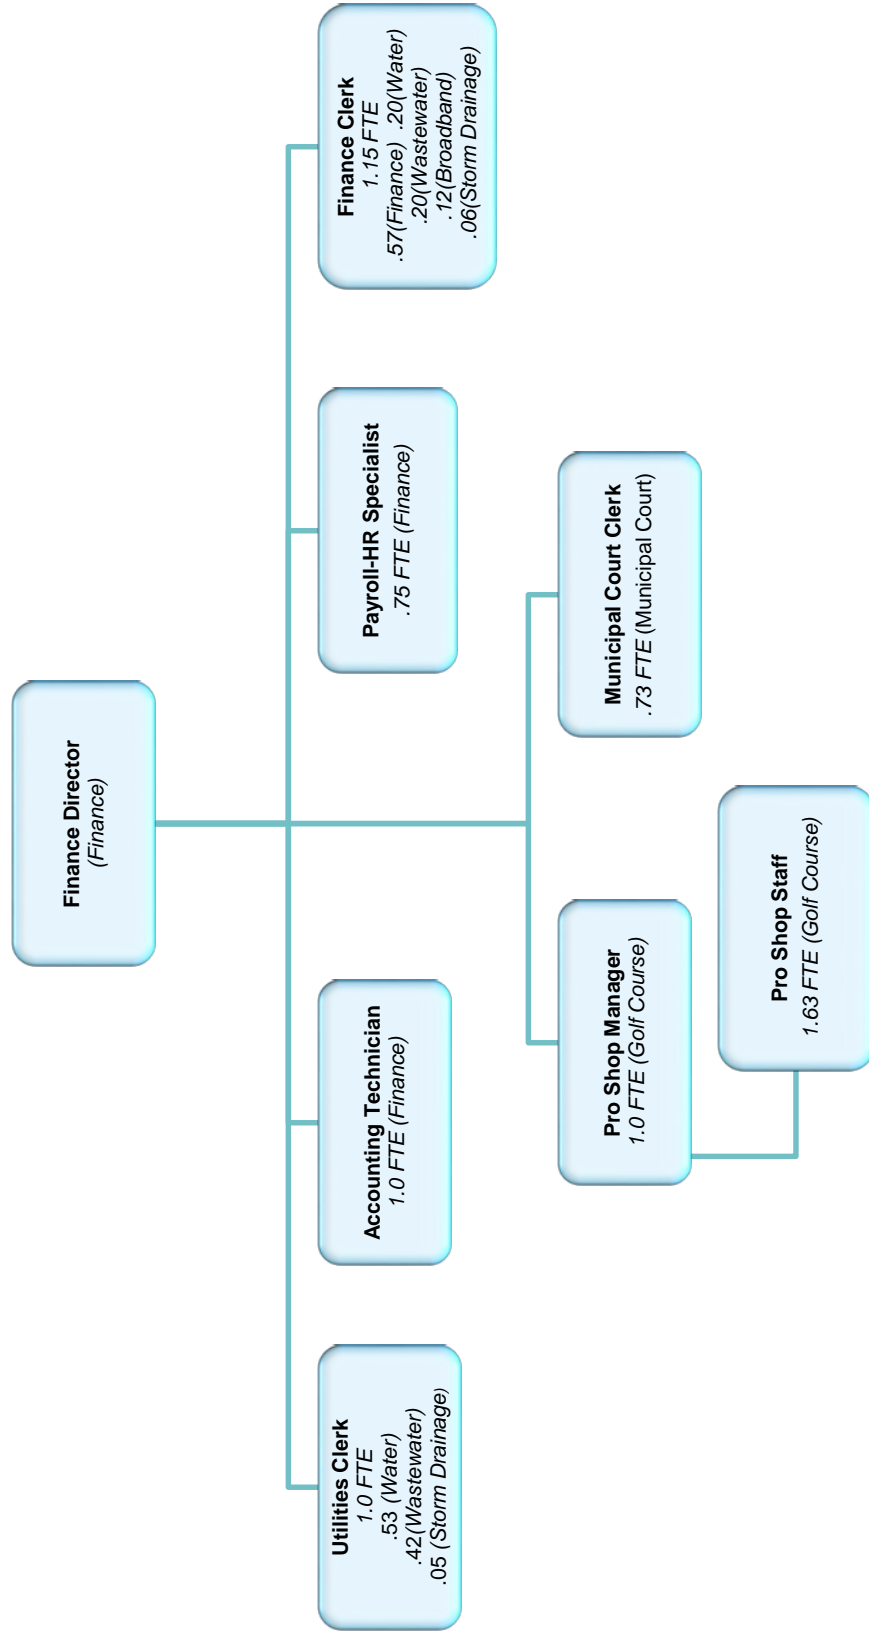 Finance Director
(Finance)
Utilities Clerk
1.0 FTE
.53 (Water)
.42(Wastewater)
.05 (Storm Drainage)
Accounting Technician
1.0 FTE (Finance)
Payroll-HR Specialist
.75 FTE (Finance)
Finance Clerk
1.15 FTE
.57(Finance) .20(Water)
.20(Wastewater)
.12(Broadband)
.06(Storm Drainage)
Pro Shop Manager
1.0 FTE (Golf Course)
Municipal Court Clerk
.73 FTE (Municipal Court)
Pro Shop Staff
1.63 FTE (Golf Course)